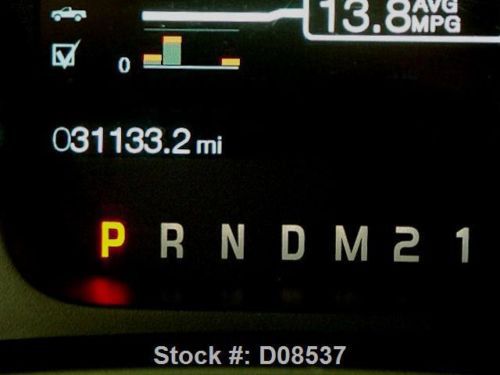 13.8 AVG MPG
0
031133.2 mi
P R N D M 2 1
Stock #: D08537